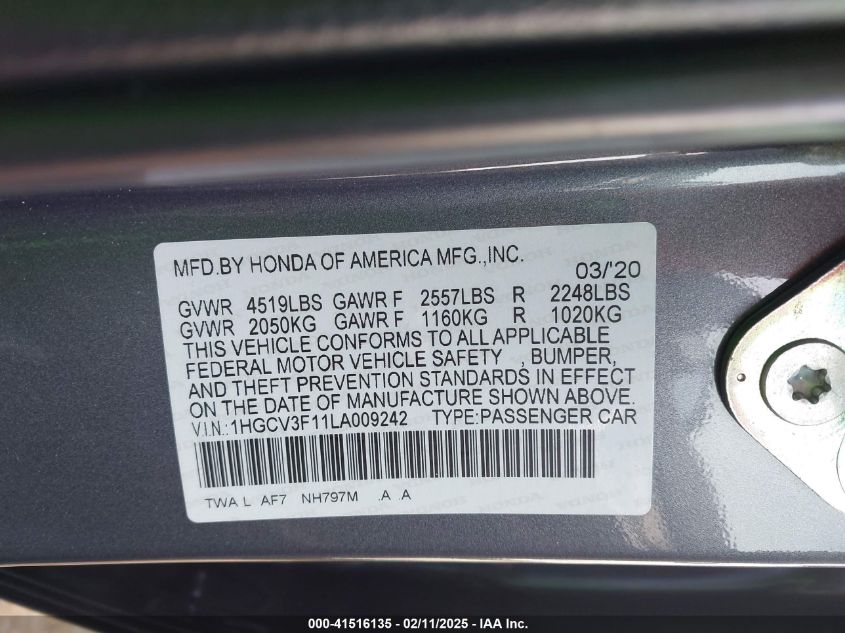 MFD.BY HONDA OF AMERICA MFG.,INC.
03/'20
GVWR 4519LBS GAWR F 2557LBS R 2248LBS
GVWR 2050KG GAWR F 1160KG R 1020KG
THIS VEHICLE CONFORMS TO ALL APPLICABLE
FEDERAL MOTOR VEHICLE SAFETY , BUMPER,
AND THEFT PREVENTION STANDARDS IN EFFECT
ON THE DATE OF MANUFACTURE SHOWN ABOVE.
V.I.N.:1HGCV3F11LA009242 TYPE:PASSENGER CAR
TWA L AF7 NH797M .A .A
000-41516135 - 02/11/2025 - IAA Inc.